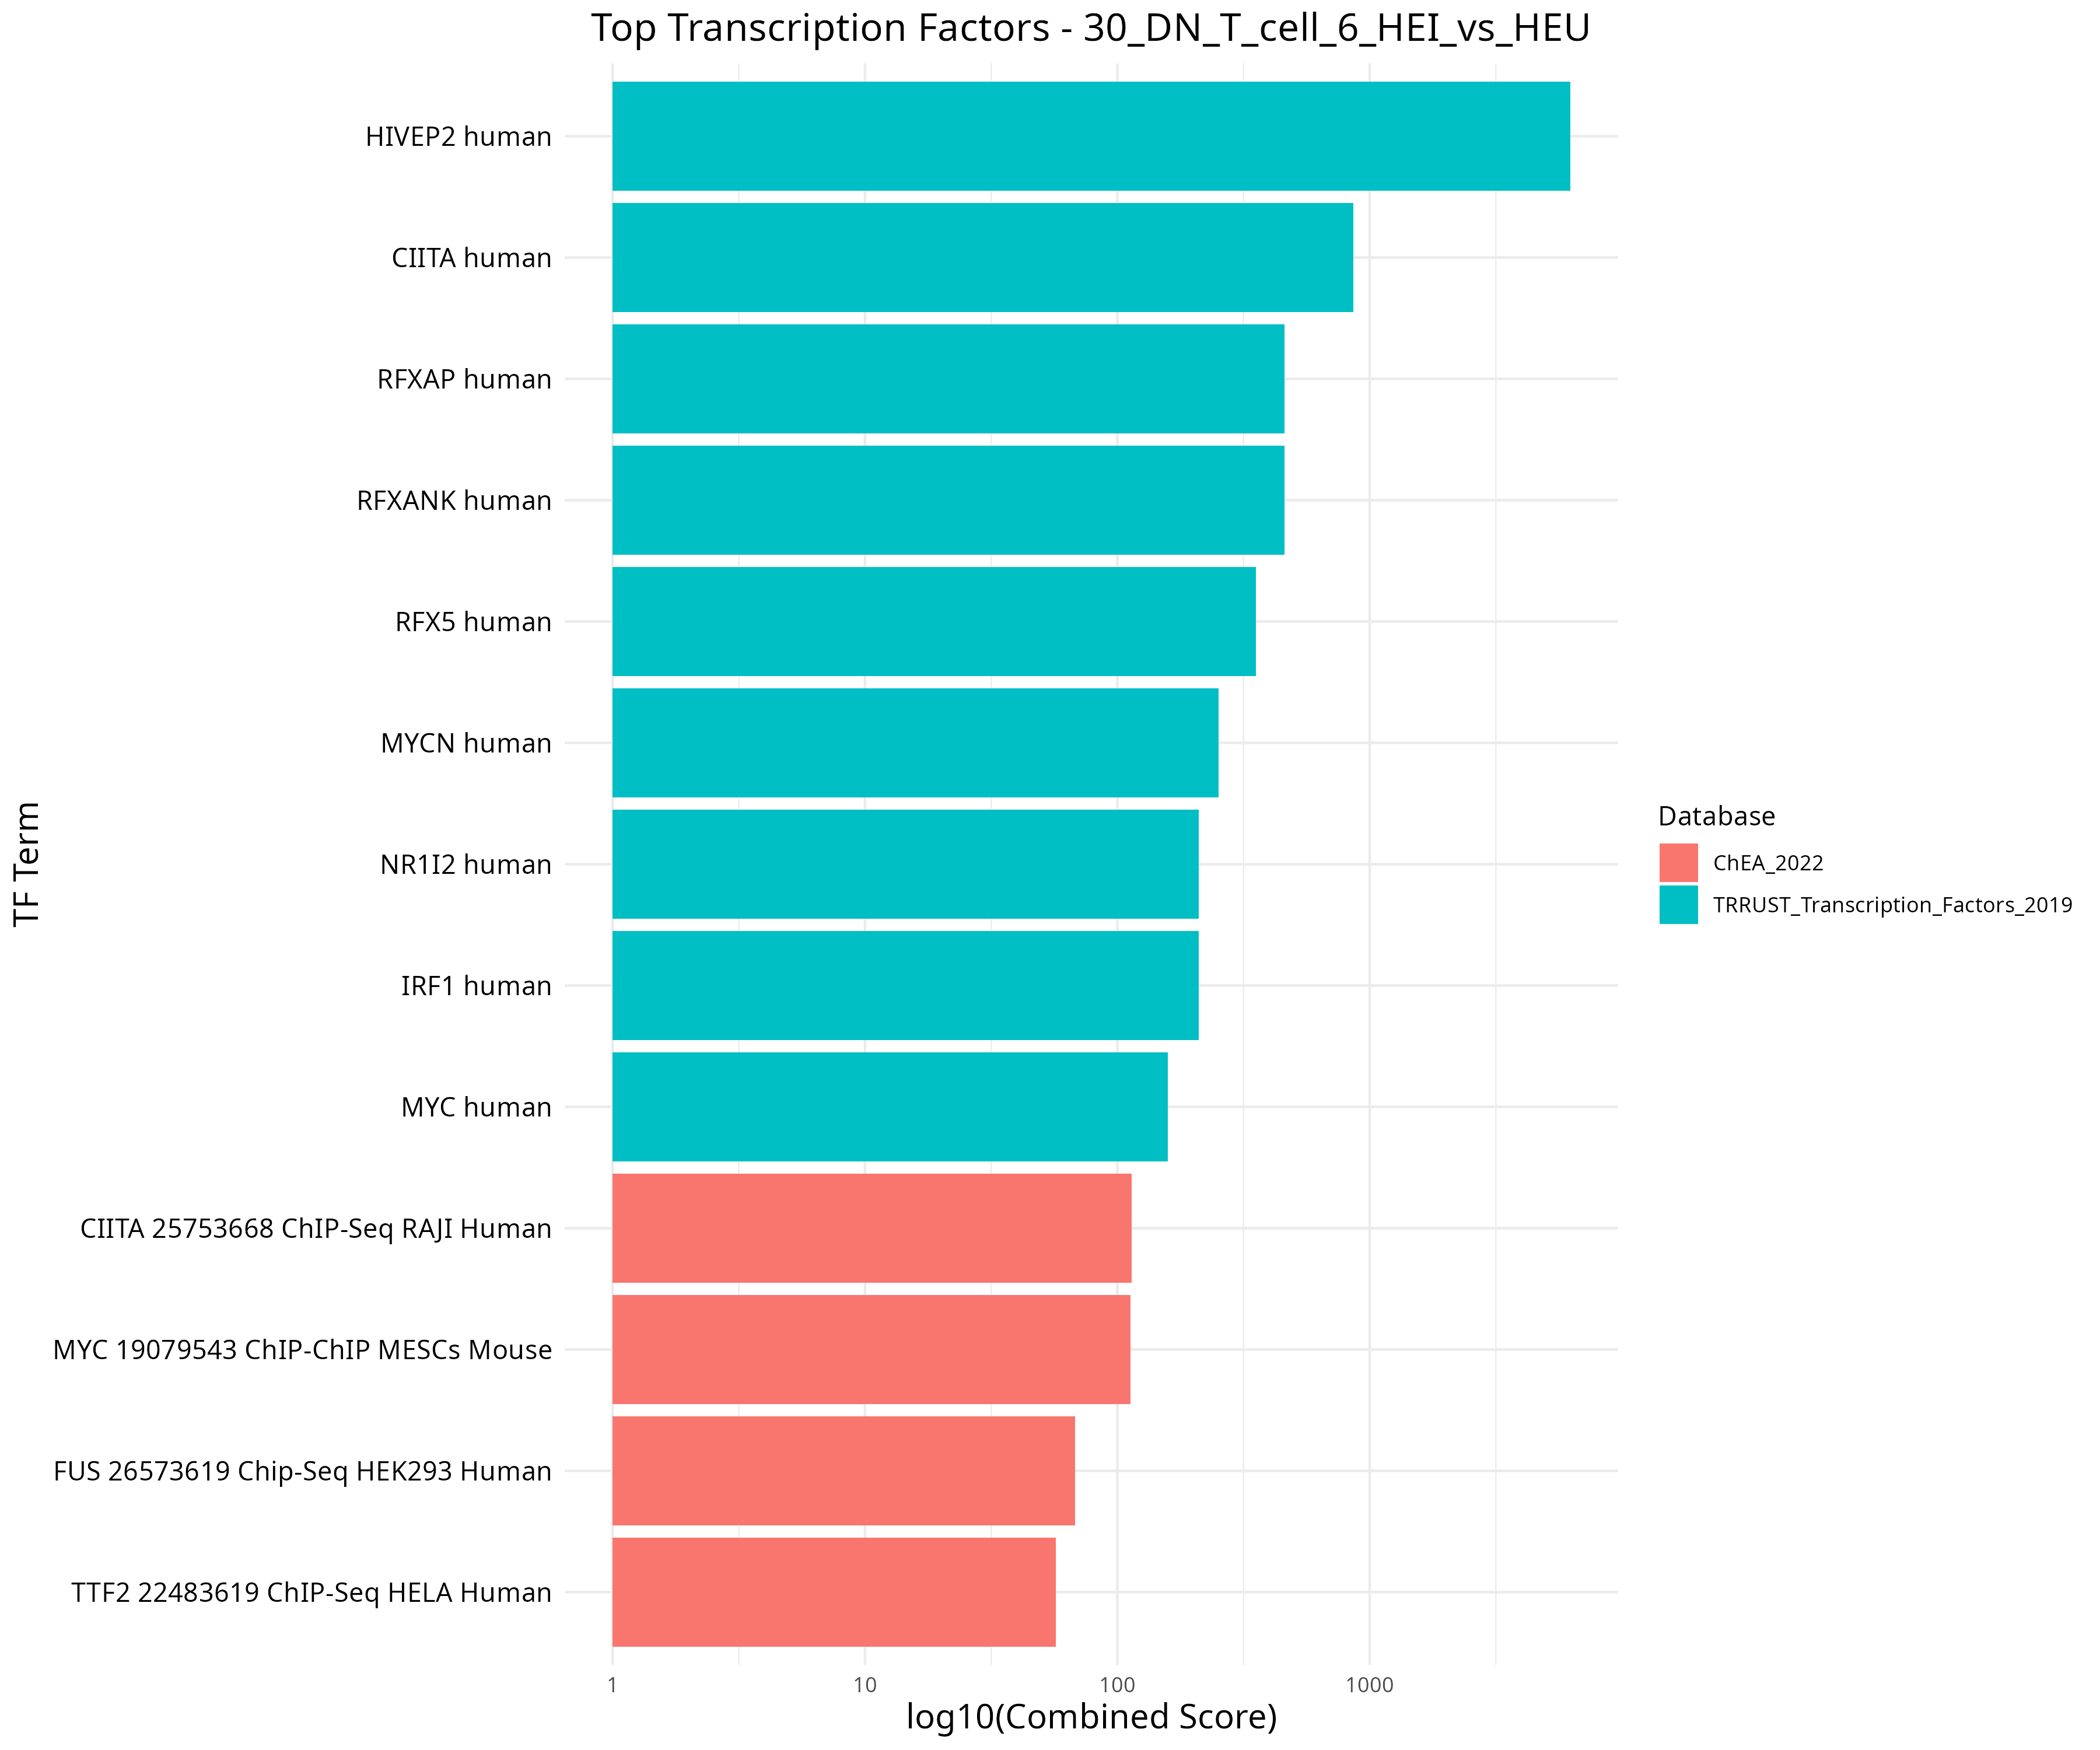 Top Transcription Factors - 30_DN_T_cell_6_HEI_vs_HEU
TF Term
HIVEP2 human
CIITA human
RFXAP human
RFXANK human
RFX5 human
MYCN human
NR1I2 human
IRF1 human
MYC human
CIITA 25753668 ChIP-Seq RAJI Human
MYC 19079543 ChIP-ChIP MESCs Mouse
FUS 26573619 Chip-Seq HEK293 Human
TTF2 22483619 ChIP-Seq HELA Human
1 10 100 1000
log10(Combined Score)
Database
ChEA_2022
TRRUST_Transcription_Factors_2019